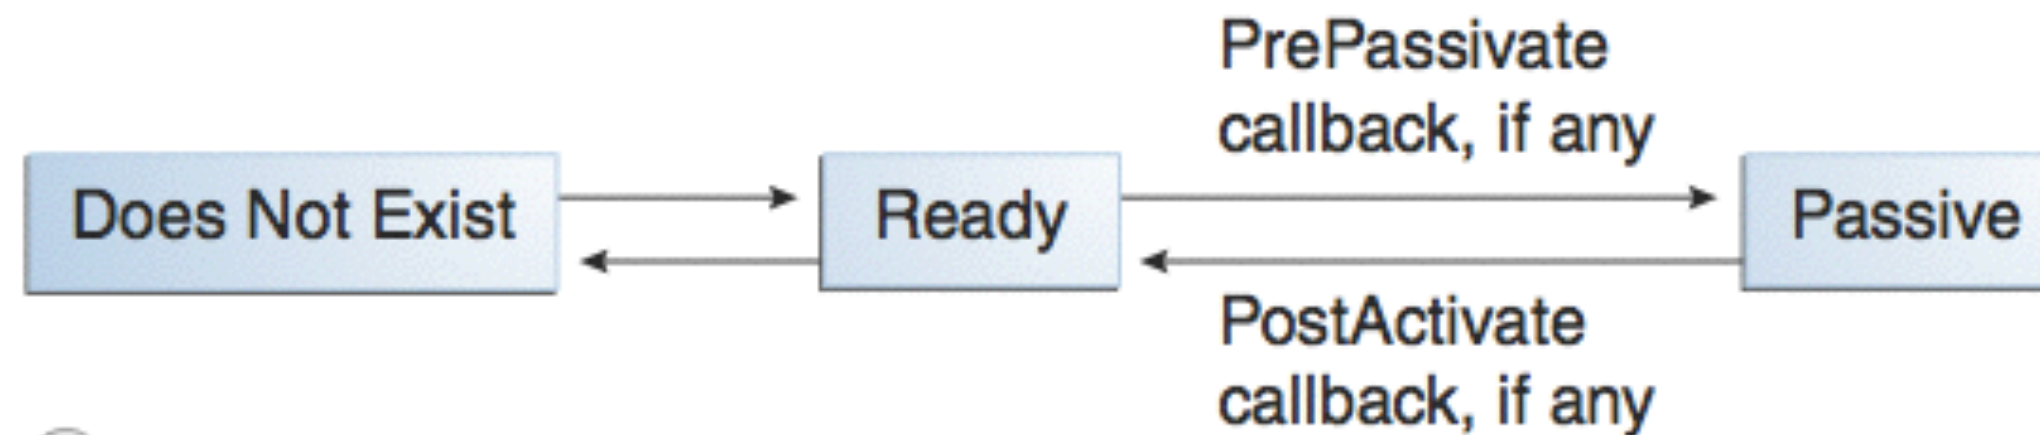 PrePassivate
callback, if any
Does Not Exist
Ready
Passive
PostActivate
callback, if any